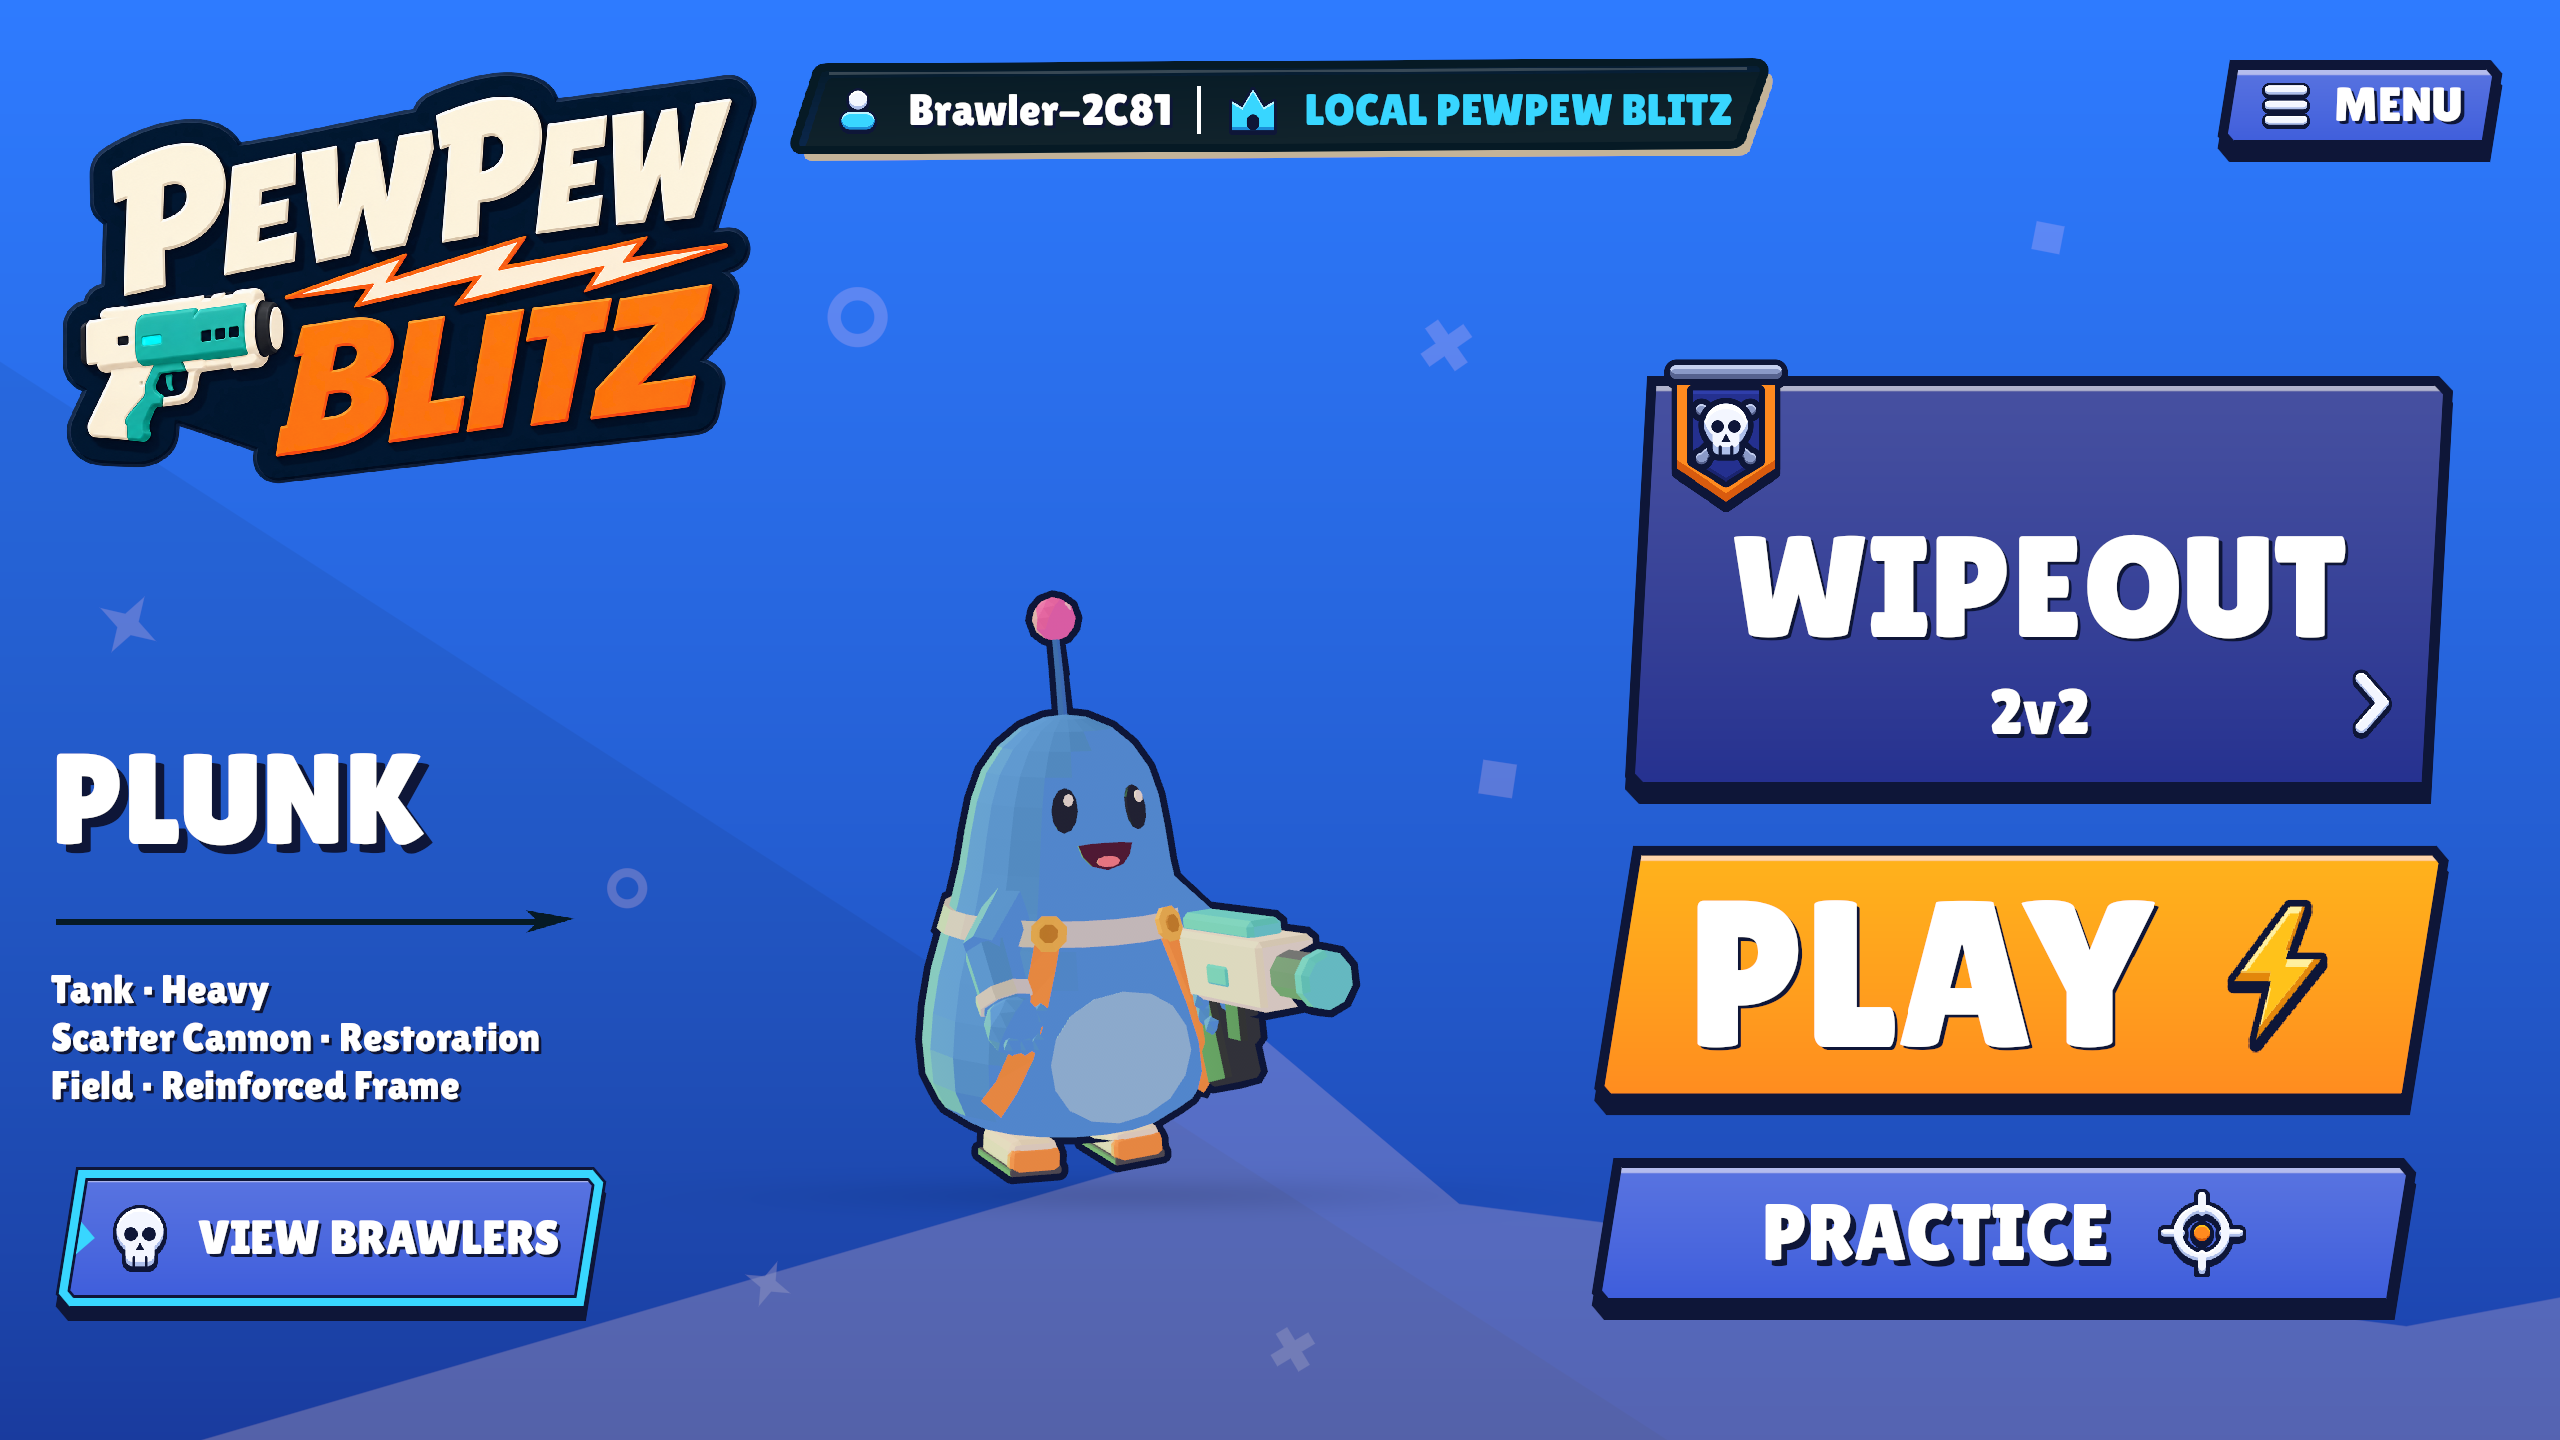 PEWPEW
BLITZ
Brawler-2C81
LOCAL PEWPEW BLITZ
MENU
WIPEOUT
2v2
PLUNK
Tank · Heavy
Scatter Cannon · Restoration
Field · Reinforced Frame
VIEW BRAWLERS
PLAY
PRACTICE